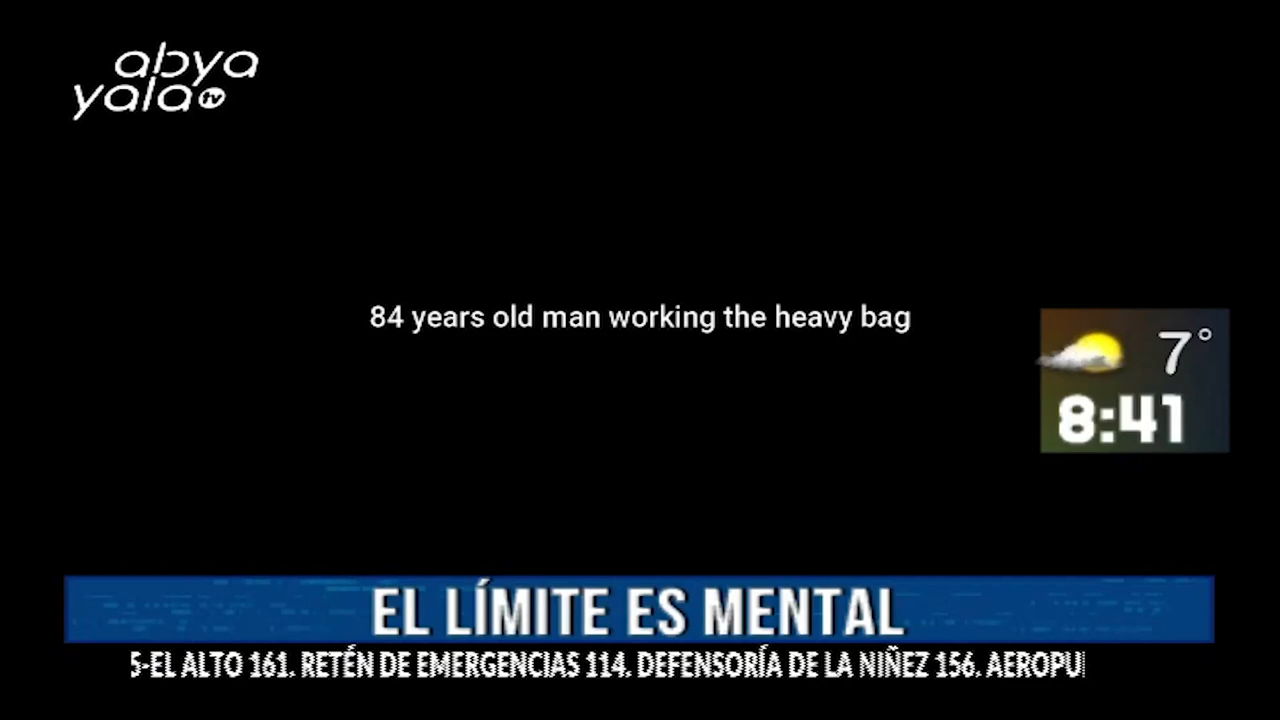 abya
yala tv
84 years old man working the heavy bag
7°
8:41
EL LÍMITE ES MENTAL
5-EL ALTO 161. RETÉN DE EMERGENCIAS 114. DEFENSORÍA DE LA NIÑEZ 156. AEROPU